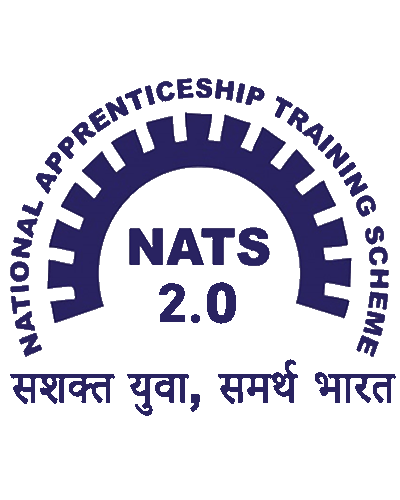 NATIONAL APPRENTICESHIP TRAINING SCHEME
NATS
2.0
सशक्त युवा, समर्थ भारत